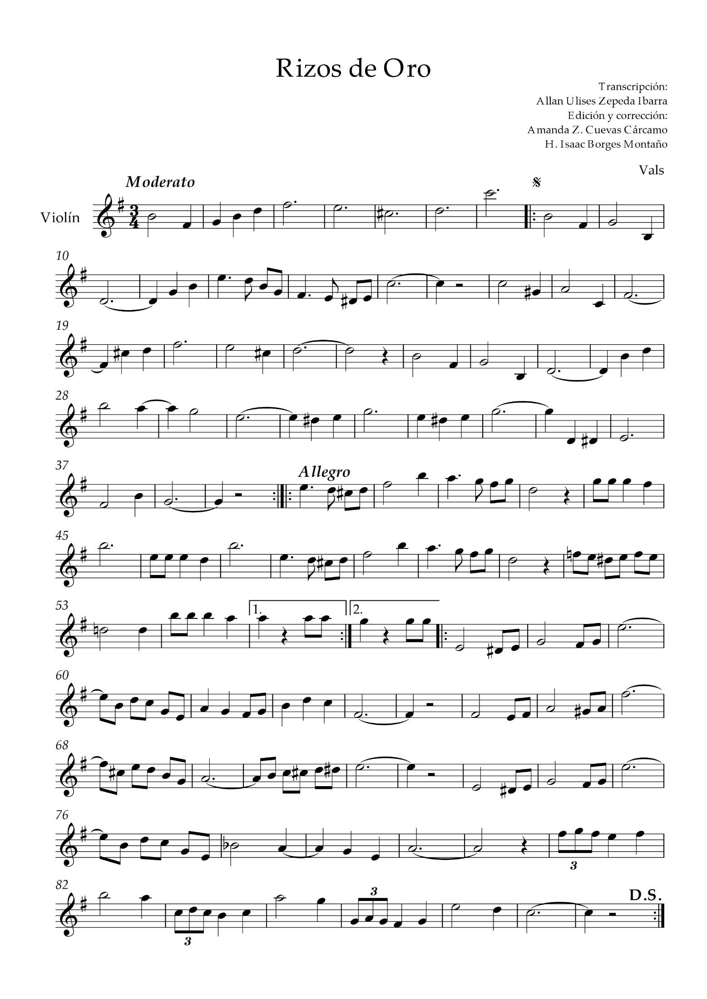 Rizos de Oro
Transcripción:
Allan Ulises Zepeda Ibarra
Edición y corrección:
Amanda Z. Cuevas Cárcamo
H. Isaac Borges Montaño
Vals
Moderato
Violín
3
4
10
19
28
37
Allegro
45
53
1.
2.
60
68
76
3
82
3
3
D.S.